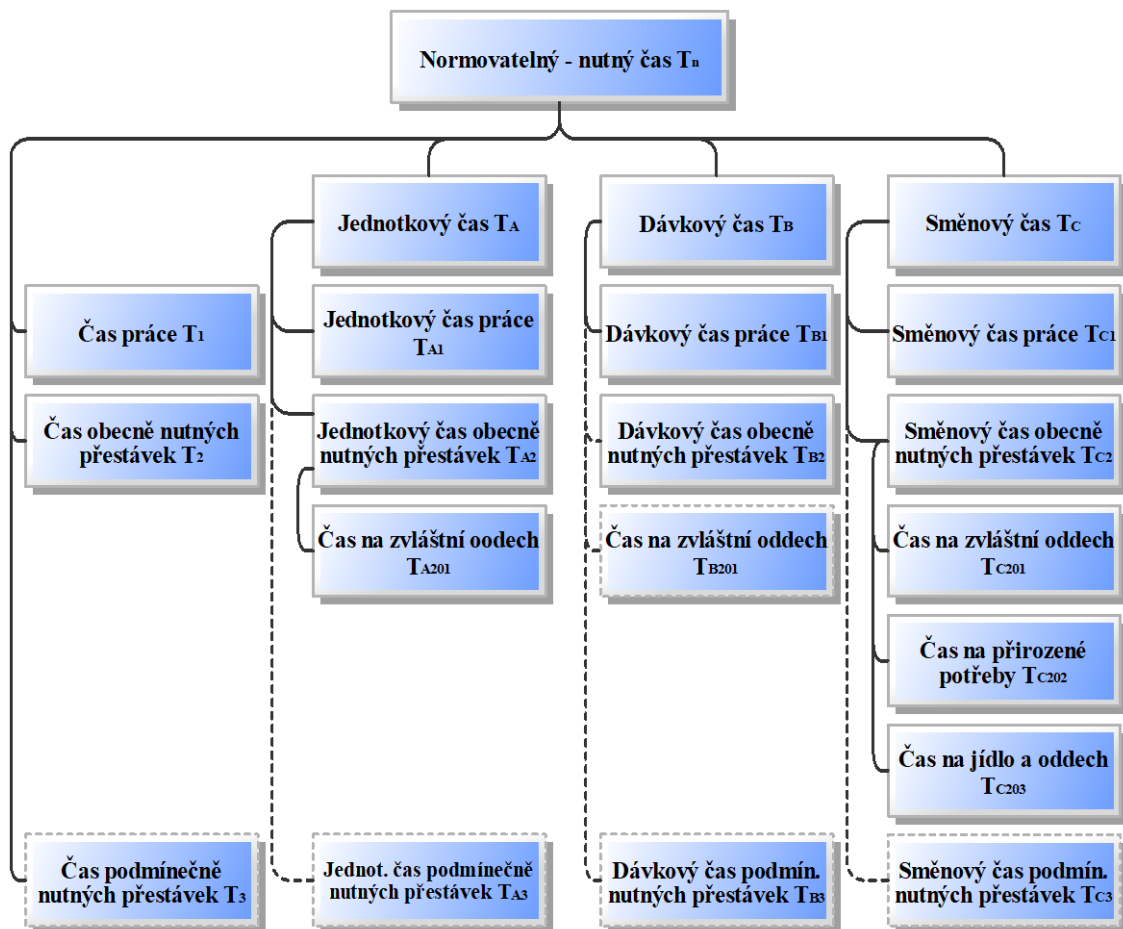 Normovatelný - nutný čas Tn
Jednotkový čas TA
Dávkový čas TB
Směnový čas TC
Čas práce T1
Jednotkový čas práce
TA1
Dávkový čas práce TB1
Směnový čas práce TC1
Čas obecně nutných
přestávek T2
Jednotkový čas obecně
nutných přestávek TA2
Dávkový čas obecně
nutných přestávek TB2
Směnový čas obecně
nutných přestávek TC2
Čas na zvláštní oodech
TA201
Čas na zvláštní oddech
TB201
Čas na zvláštní oddech
TC201
Čas na přirozené
potřeby TC202
Čas na jídlo a oddech
TC203
Čas podmínečně
nutných přestávek T3
Jednot. čas podmínečně
nutných přestávek TA3
Dávkový čas podmín.
nutných přestávek TB3
Směnový čas podmín.
nutných přestávek TC3